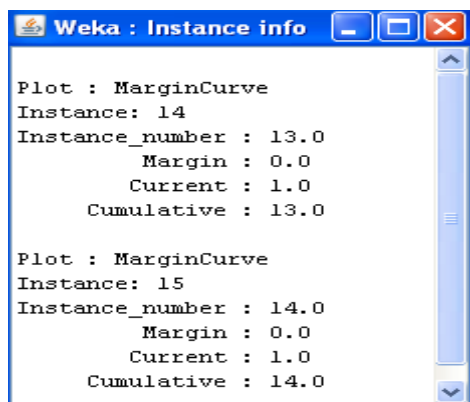 Weka : Instance info
Plot : MarginCurve
Instance: 14
Instance_number : 13.0
Margin : 0.0
Current : 1.0
Cumulative : 13.0
Plot : MarginCurve
Instance: 15
Instance_number : 14.0
Margin : 0.0
Current : 1.0
Cumulative : 14.0